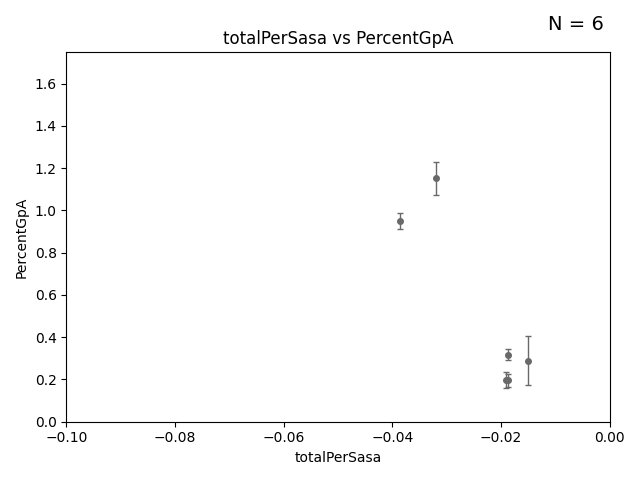 N = 6
totalPerSasa vs PercentGpA
1.6
1.4
1.2
1.0
0.8
0.6
0.4
0.2
0.0
PercentGpA
−0.10 −0.08 −0.06 −0.04 −0.02 0.00
totalPerSasa